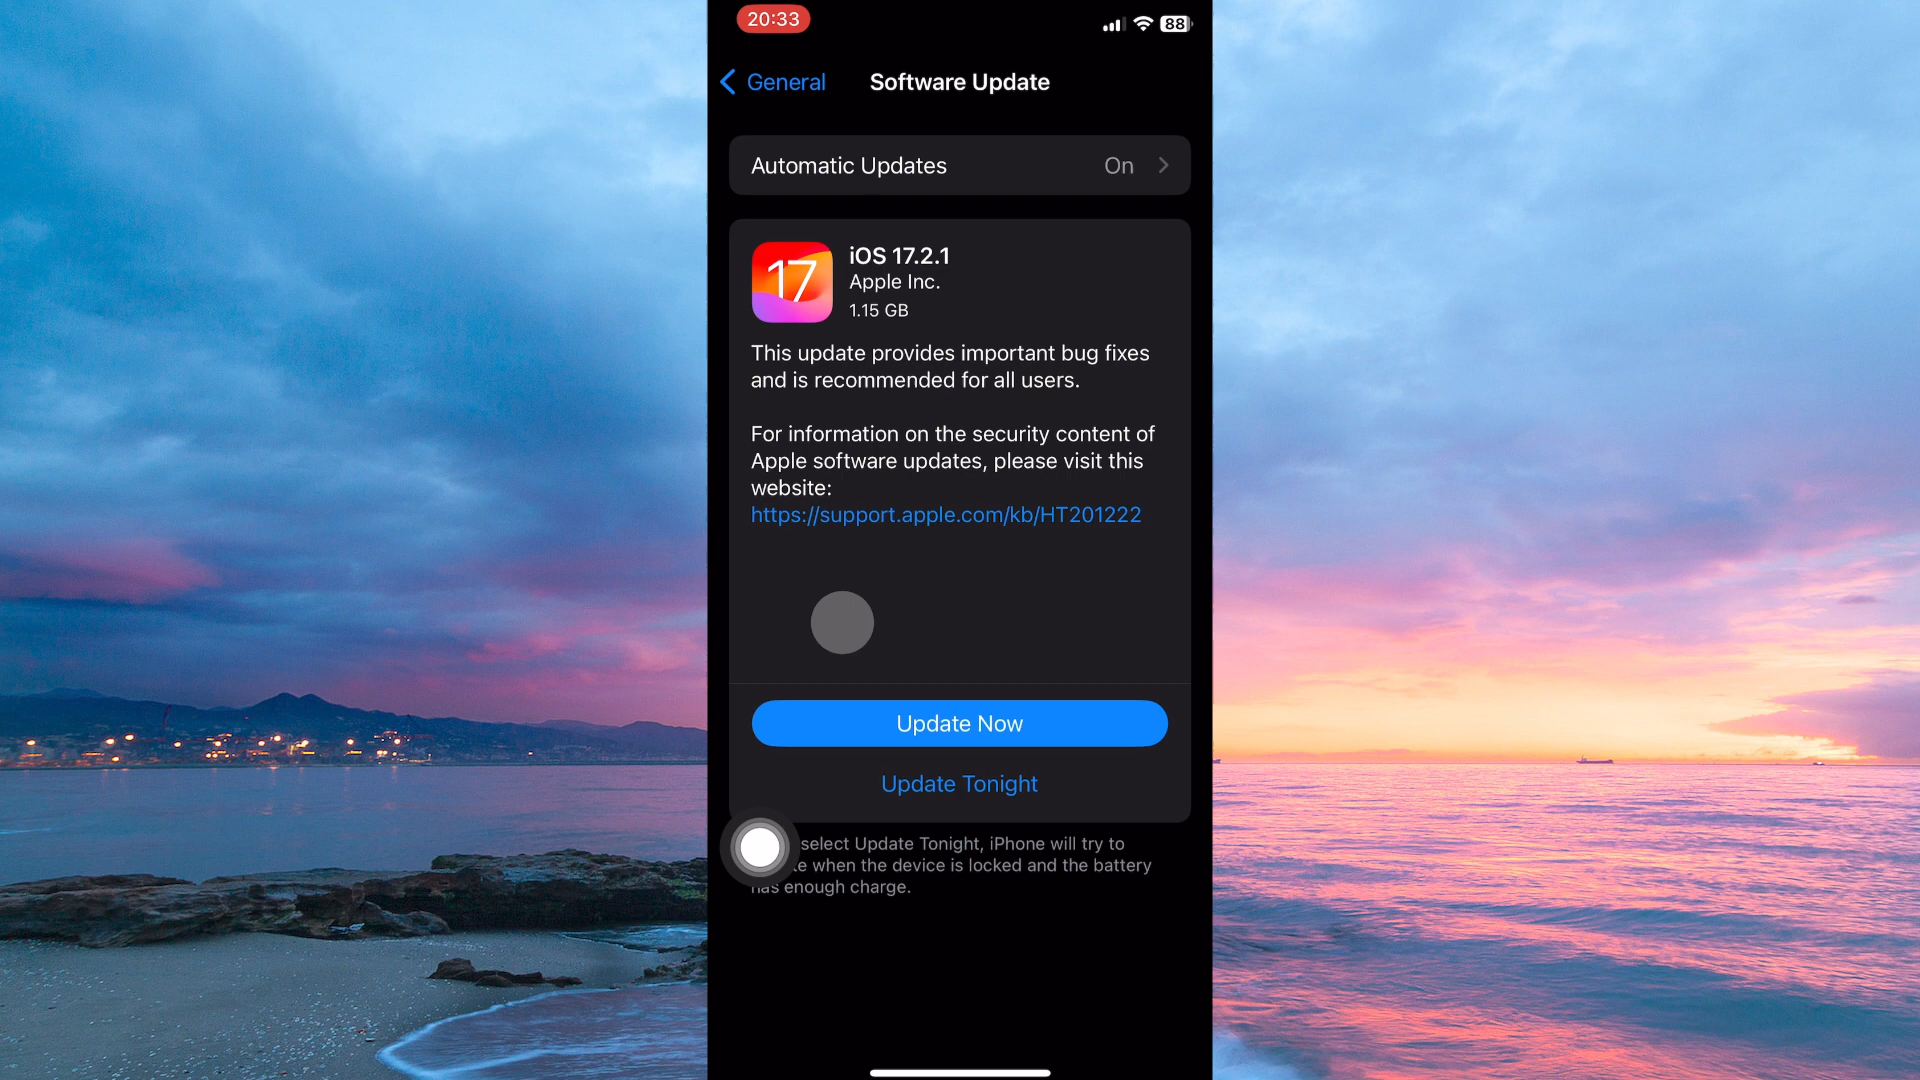 20:33
88
General
Software Update
Automatic Updates
On
17
iOS 17.2.1
Apple Inc.
1.15 GB
This update provides important bug fixes
and is recommended for all users.
For information on the security content of
Apple software updates, please visit this
website:
https://support.apple.com/kb/HT201222
Update Now
Update Tonight
select Update Tonight, iPhone will try to
when the device is locked and the battery
has enough charge.